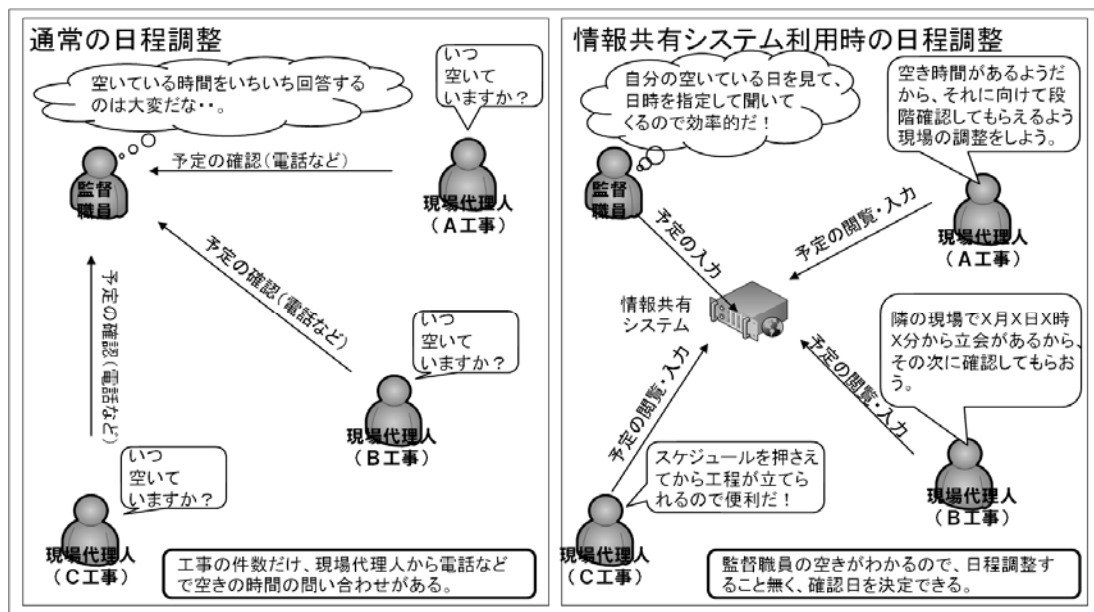 通常の日程調整
空いている時間をいちいち回答する
のは大変だな・・。
いつ
空いて
いますか？
監督
職員
予定の確認（電話など）
現場代理人
（Ａ工事）
予定の確認（電話など）
予定の確認（電話など）
いつ
空いて
いますか？
現場代理人
（Ｂ工事）
いつ
空いて
いますか？
現場代理人
（Ｃ工事）
工事の件数だけ、現場代理人から電話など
で空きの時間の問い合わせがある。
情報共有システム利用時の日程調整
自分の空いている日を見て、
日時を指定して聞いて
くるので効率的だ！
空き時間があるようだ
から、それに向けて段
階確認してもらえるよう
現場の調整をしよう。
監督
職員
予定の入力
予定の閲覧・入力
現場代理人
（Ａ工事）
情報共有
システム
隣の現場でX月X日X時
X分から立会があるから、
その次に確認してもらお
う。
予定の閲覧・入力
予定の閲覧・入力
スケジュールを押さえ
てから工程が立てら
れるので便利だ！
現場代理人
（Ｂ工事）
現場代理人
（Ｃ工事）
監督職員の空きがわかるので、日程調整す
ること無く、確認日を決定できる。